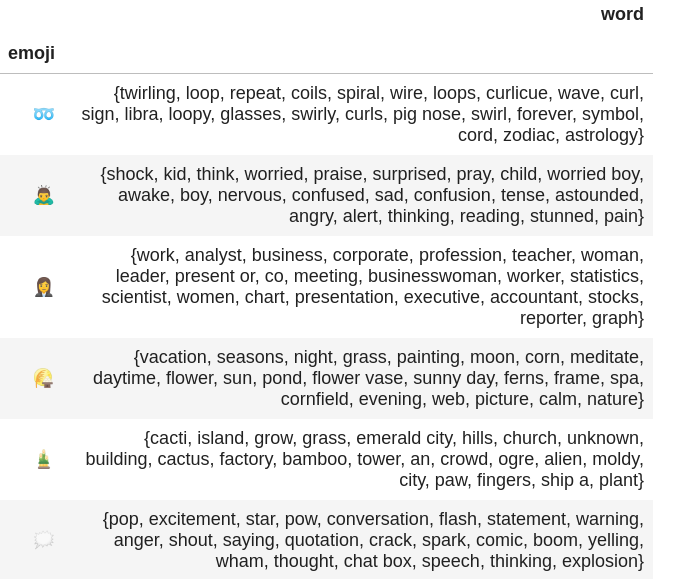 word
emoji
{twirling, loop, repeat, coils, spiral, wire, loops, curlicue, wave, curl,
sign, libra, loopy, glasses, swirly, curls, pig nose, swirl, forever, symbol,
cord, zodiac, astrology}
{shock, kid, think, worried, praise, surprised, pray, child, worried boy,
awake, boy, nervous, confused, sad, confusion, tense, astounded,
angry, alert, thinking, reading, stunned, pain}
{work, analyst, business, corporate, profession, teacher, woman,
leader, present or, co, meeting, businesswoman, worker, statistics,
scientist, women, chart, presentation, executive, accountant, stocks,
reporter, graph}
{vacation, seasons, night, grass, painting, moon, corn, meditate,
daytime, flower, sun, pond, flower vase, sunny day, ferns, frame, spa,
cornfield, evening, web, picture, calm, nature}
{cacti, island, grow, grass, emerald city, hills, church, unknown,
building, cactus, factory, bamboo, tower, an, crowd, ogre, alien, moldy,
city, paw, fingers, ship a, plant}
{pop, excitement, star, pow, conversation, flash, statement, warning,
anger, shout, saying, quotation, crack, spark, comic, boom, yelling,
wham, thought, chat box, speech, thinking, explosion}